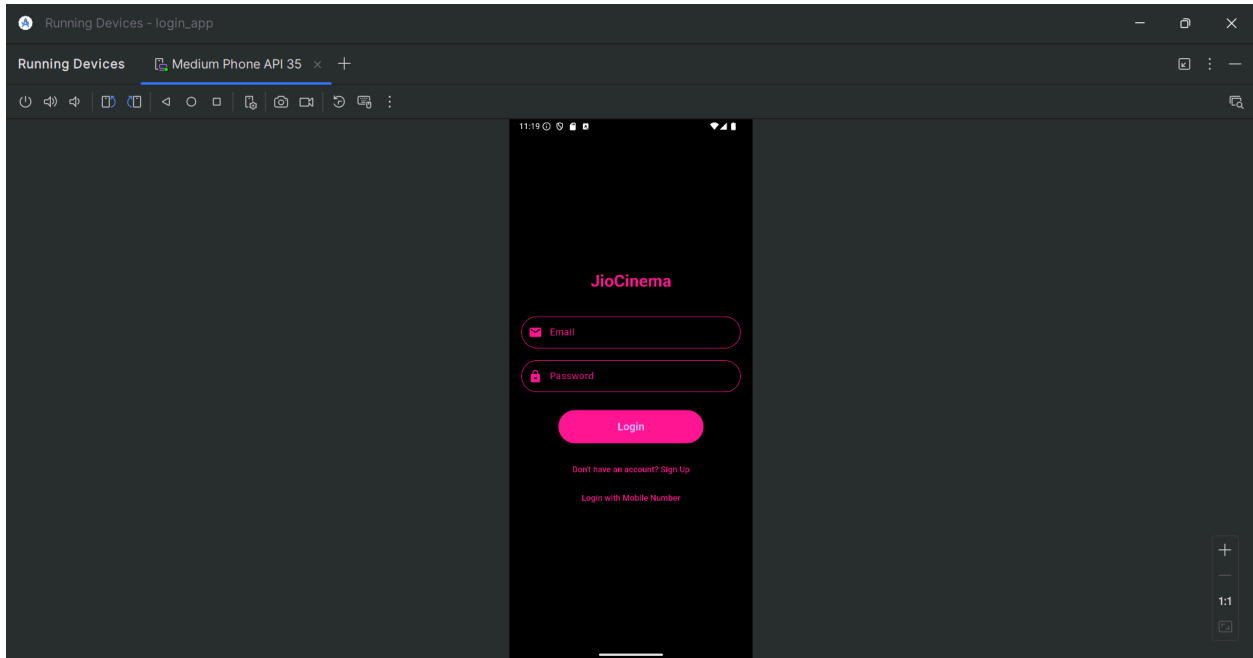 Running Devices - login_app
Running Devices Medium Phone API 35
11:19
JioCinema
Email
Password
Login
Don't have an account? Sign Up
Login with Mobile Number
1:1